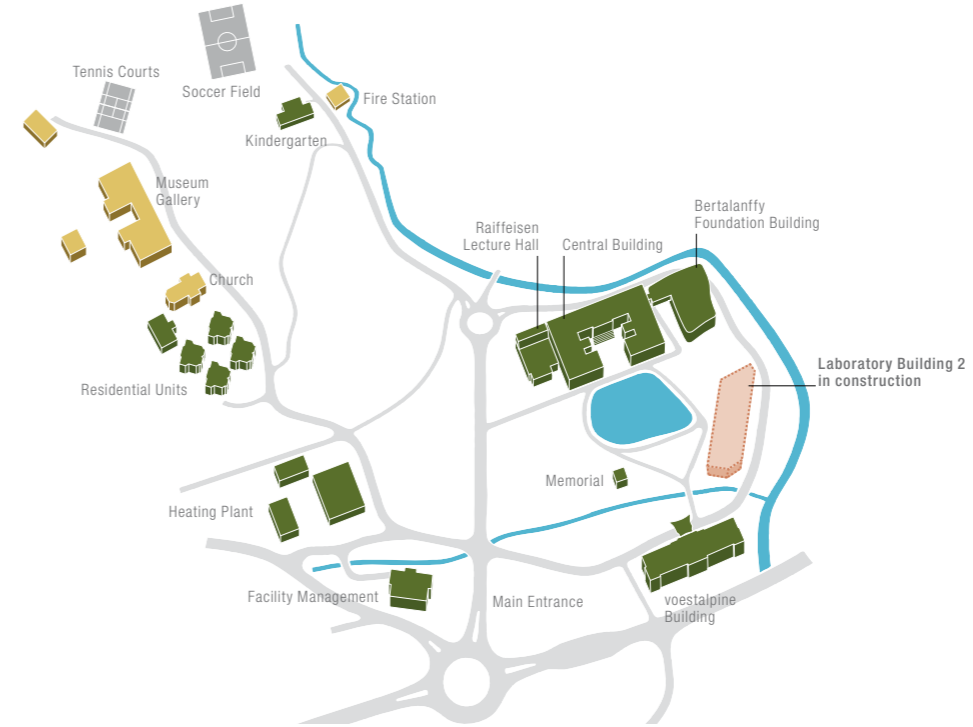 Tennis Courts
Soccer Field
Fire Station
Kindergarten
Museum
Gallery
Bertalanffy
Foundation Building
Raiffeisen
Lecture Hall
Central Building
Church
Laboratory Building 2
in construction
Residential Units
Memorial
Heating Plant
Facility Management
Main Entrance
voestalpine
Building